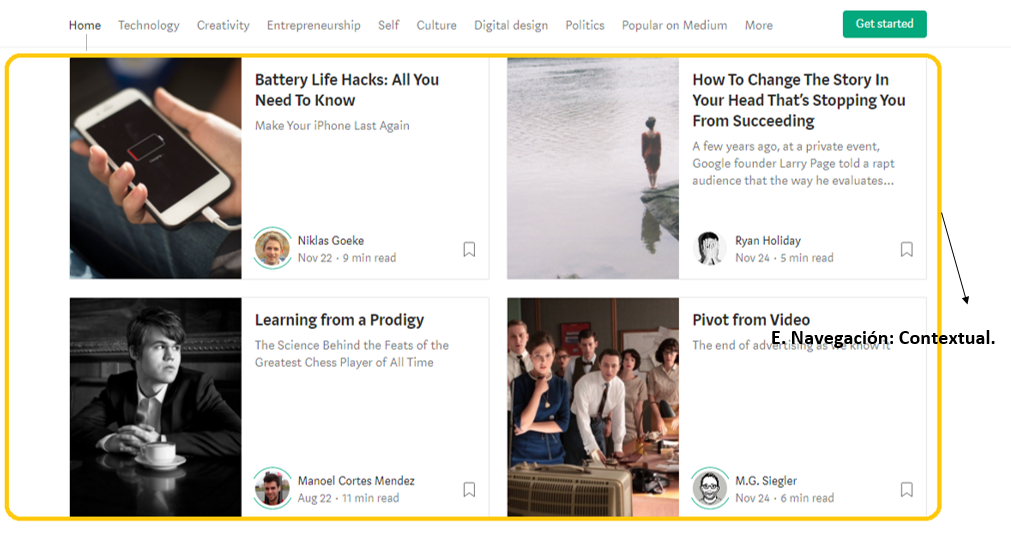 Home Technology Creativity Entrepreneurship Self Culture Digital design Politics Popular on Medium More Get started
Battery Life Hacks: All You
Need To Know
Make Your iPhone Last Again
Niklas Goeke
Nov 22 · 9 min read
How To Change The Story In
Your Head That's Stopping You
From Succeeding
A few years ago, at a private event,
Google founder Larry Page told a rapt
audience that the way he evaluates...
Ryan Holiday
Nov 24 · 5 min read
Learning from a Prodigy
The Science Behind the Feats of the
Greatest Chess Player of All Time
Manoel Cortes Mendez
Aug 22 · 11 min read
Pivot from Video
The end of advertising as we know it
M.G. Siegler
Nov 24 · 6 min read
E. Navegación: Contextual.